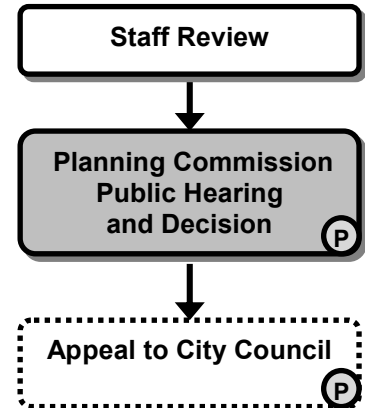 Staff Review
Planning Commission
Public Hearing
and Decision
P
Appeal to City Council
P